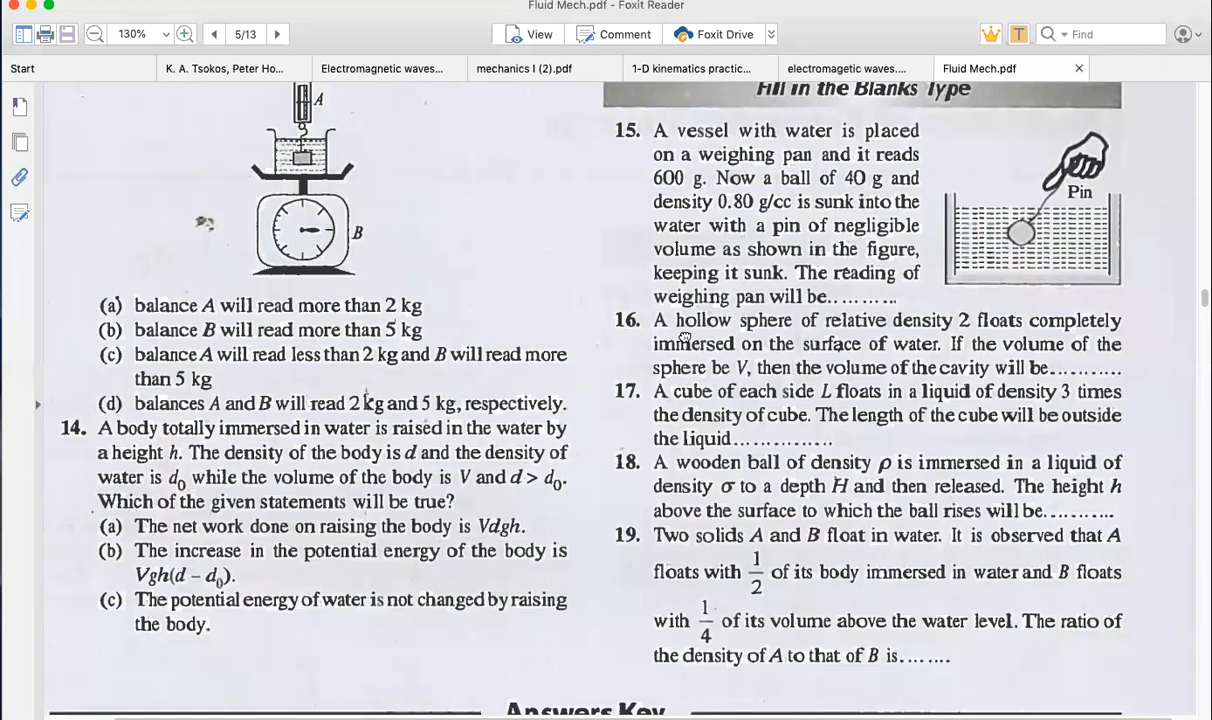 Fluid Mech.pdf - Foxit Reader
130%
5/13
View
Comment
Foxit Drive
Find
Start
K. A. Tsokos, Peter Ho...
Electromagnetic waves...
mechanics I (2).pdf
1-D kinematics practic...
electromagetic waves....
Fluid Mech.pdf
A
B
(a) balance A will read more than 2 kg
(b) balance B will read more than 5 kg
(c) balance A will read less than 2 kg and B will read more
than 5 kg
(d) balances A and B will read 2 kg and 5 kg, respectively.
14. A body totally immersed in water is raised in the water by
a height h. The density of the body is d and the density of
water is d₀ while the volume of the body is V and d > d₀.
Which of the given statements will be true?
(a) The net work done on raising the body is Vdgh.
(b) The increase in the potential energy of the body is
Vgh(d – d₀).
(c) The potential energy of water is not changed by raising
the body.
Fill in the Blanks Type
15. A vessel with water is placed
on a weighing pan and it reads
600 g. Now a ball of 40 g and
density 0.80 g/cc is sunk into the
water with a pin of negligible
volume as shown in the figure,
keeping it sunk. The reading of
weighing pan will be..........
Pin
16. A hollow sphere of relative density 2 floats completely
immersed on the surface of water. If the volume of the
sphere be V, then the volume of the cavity will be...........
17. A cube of each side L floats in a liquid of density 3 times
the density of cube. The length of the cube will be outside
the liquid...............
18. A wooden ball of density ρ is immersed in a liquid of
density σ to a depth H and then released. The height h
above the surface to which the ball rises will be...........
19. Two solids A and B float in water. It is observed that A
floats with 1/2 of its body immersed in water and B floats
with 1/4 of its volume above the water level. The ratio of
the density of A to that of B is........
Answers Key